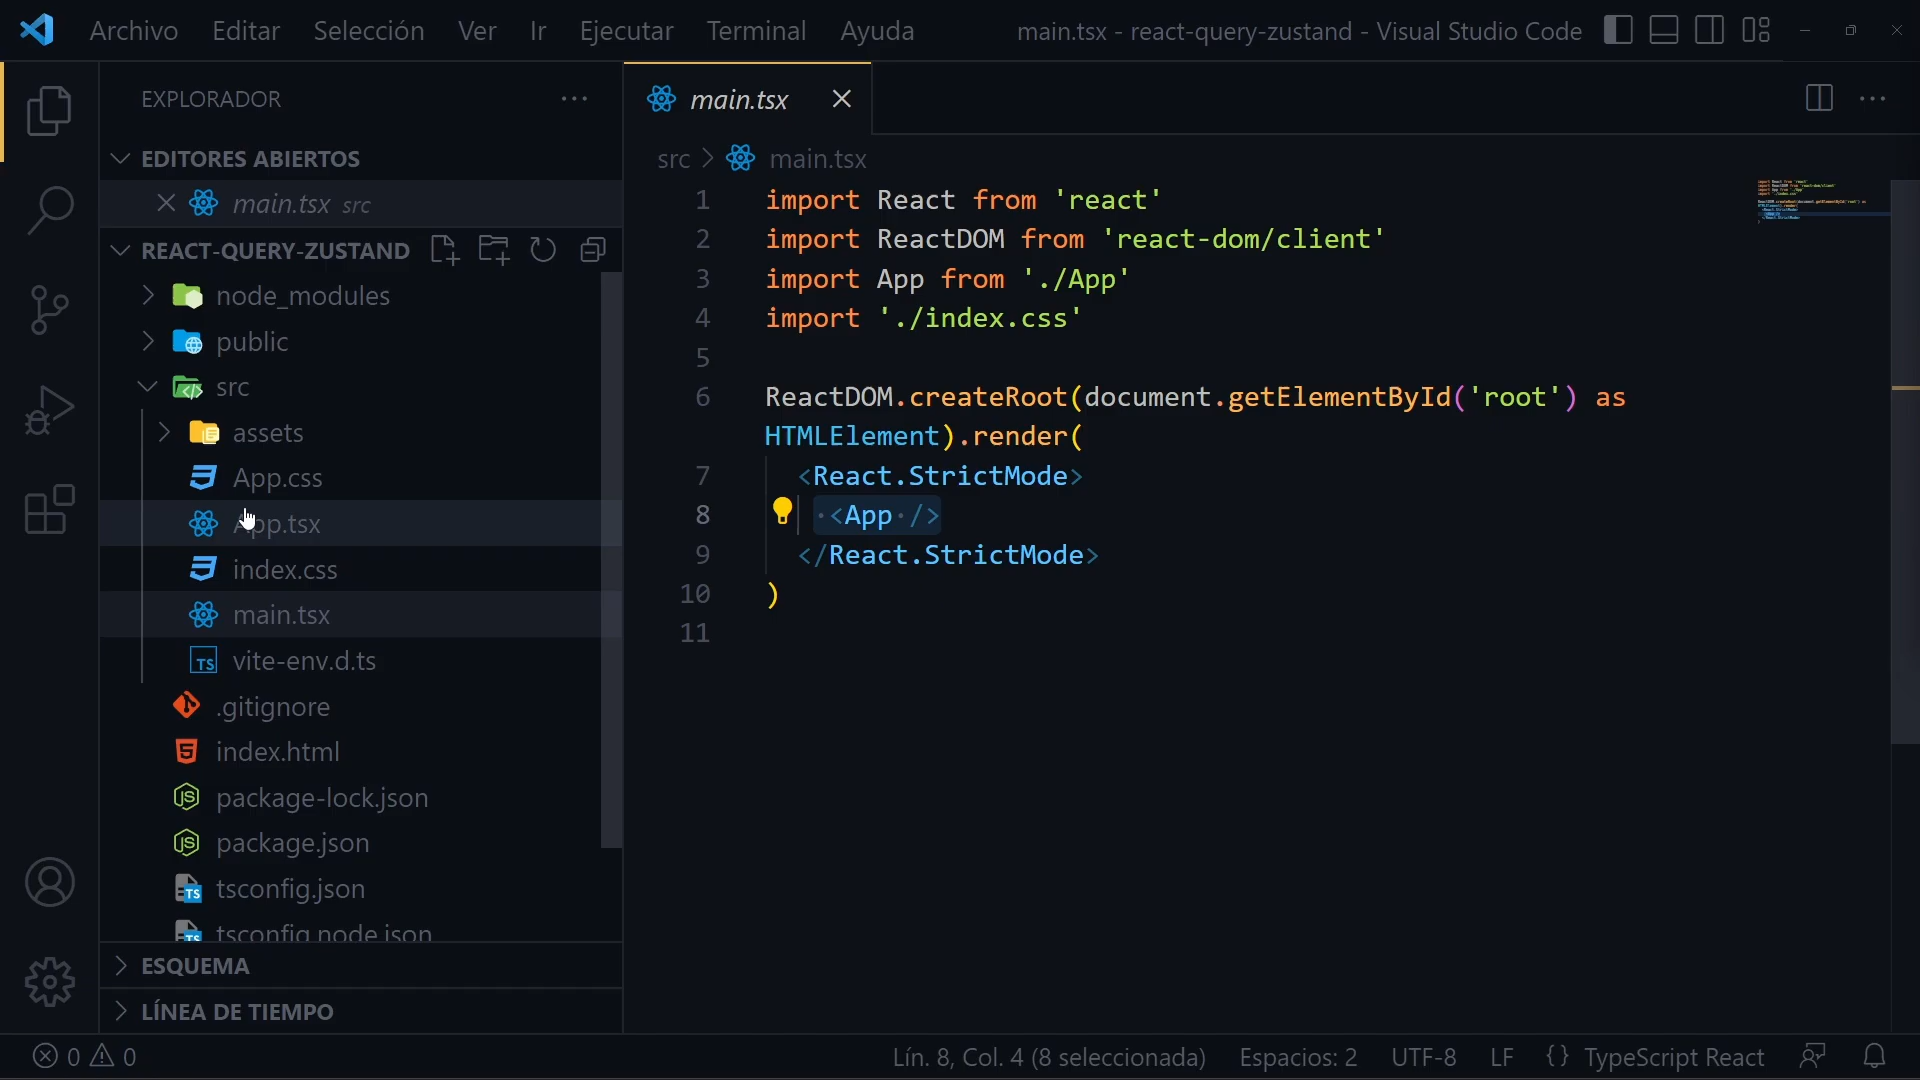 Archivo Editar Selección Ver Ir Ejecutar Terminal Ayuda main.tsx - react-query-zustand - Visual Studio Code
EXPLORADOR
EDITORES ABIERTOS
main.tsx src
REACT-QUERY-ZUSTAND
node_modules
public
src
assets
App.css
App.tsx
index.css
main.tsx
TS vite-env.d.ts
.gitignore
index.html
package-lock.json
package.json
tsconfig.json
tsconfig.node.json
ESQUEMA
LÍNEA DE TIEMPO
main.tsx
src > main.tsx
1 import React from 'react'
2 import ReactDOM from 'react-dom/client'
3 import App from './App'
4 import './index.css'
5
6 ReactDOM.createRoot(document.getElementById('root') as
HTMLElement).render(
7 <React.StrictMode>
8 <App />
9 </React.StrictMode>
10 )
11
0 0 Lín. 8, Col. 4 (8 seleccionada) Espacios: 2 UTF-8 LF {} TypeScript React